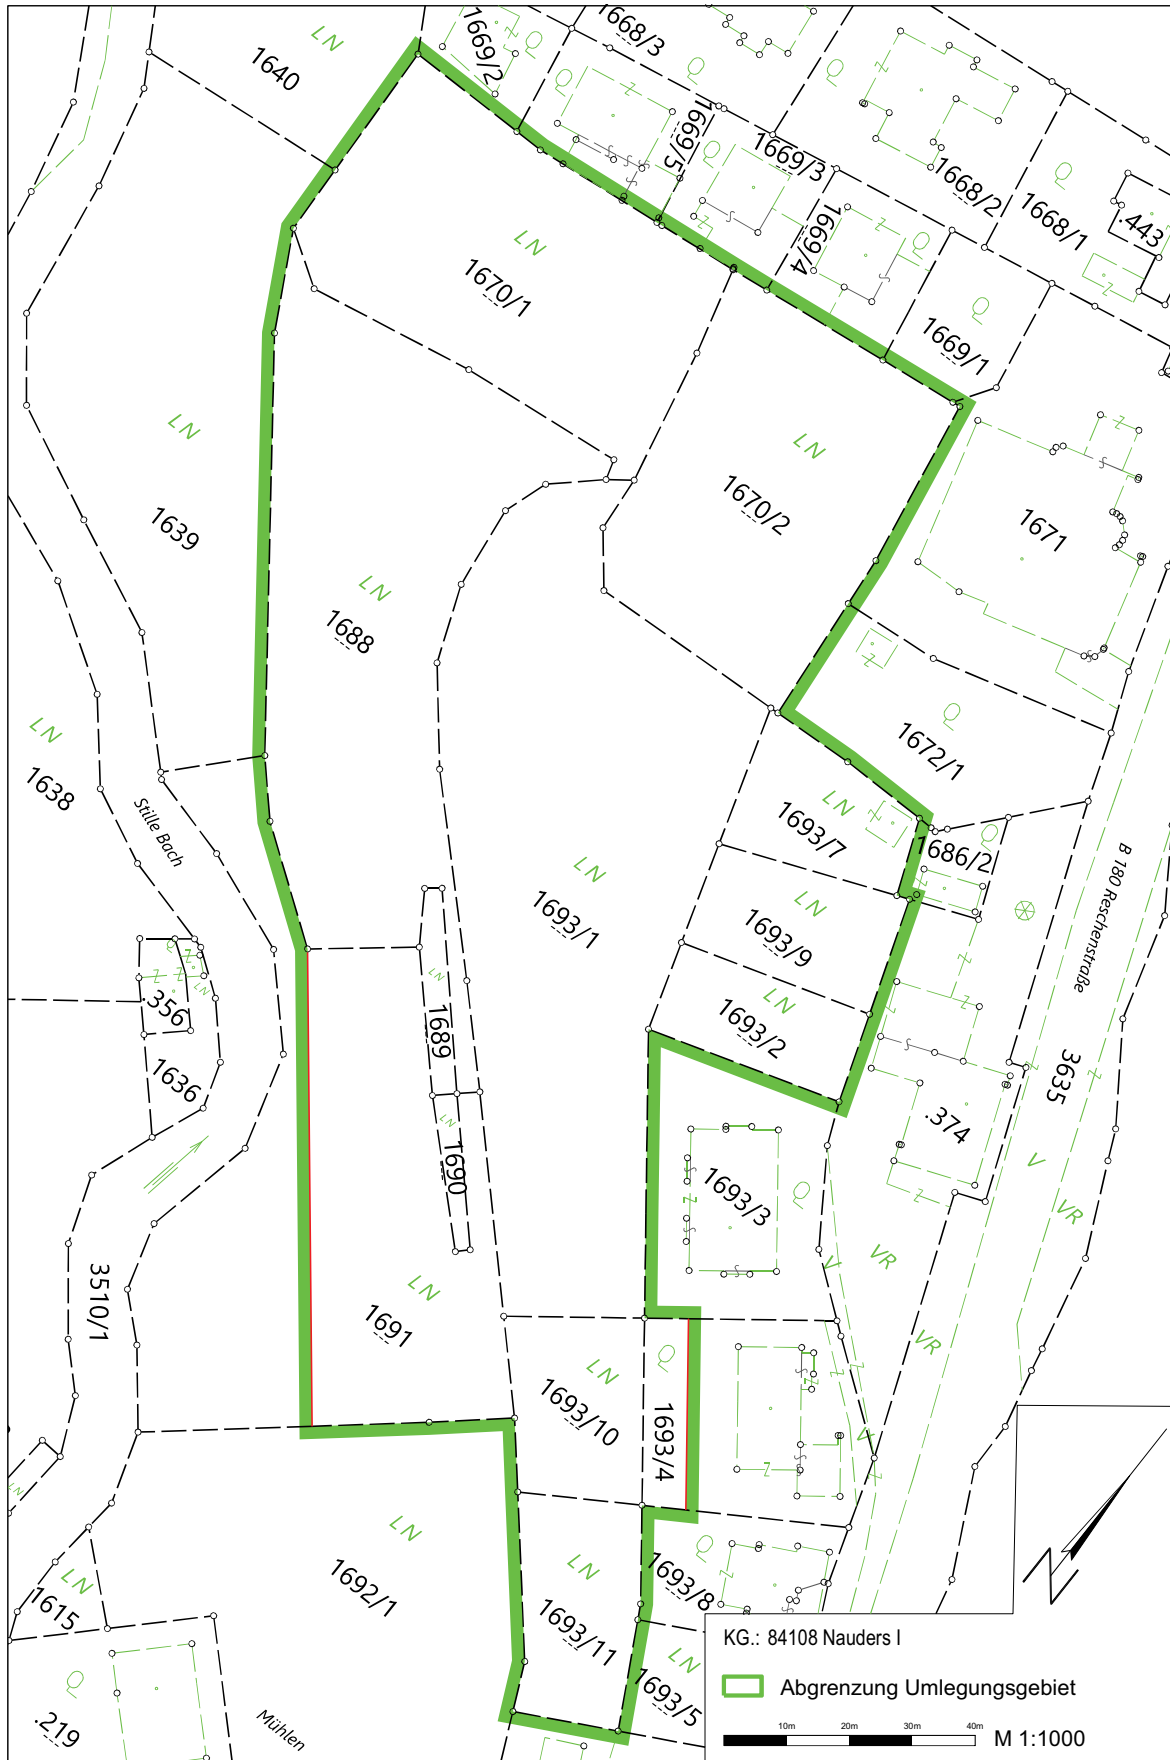 1668/3
1669/2
LN
1640
1669/5
1669/3
1668/2
1668/1
.443
1669/4
LN
1670/1
1669/1
LN
1639
LN
1670/2
1671
LN
1688
LN
1638
1672/1
Stille Bach
LN
1693/7
1686/2
B 180 Reschenstraße
LN
1693/1
LN
1693/9
LN
.356
LN
1689
LN
1693/2
1636
3635
.374
LN
1690
V
1693/3
VR
VR
V
3510/1
LN
1691
VR
LN
1693/10
1693/4
V
LN
LN
1692/1
LN
1693/11
1693/8
LN
1615
LN
1693/5
.219
Mühlen
N
KG.: 84108 Nauders I
Abgrenzung Umlegungsgebiet
10m 20m 30m 40m
M 1:1000